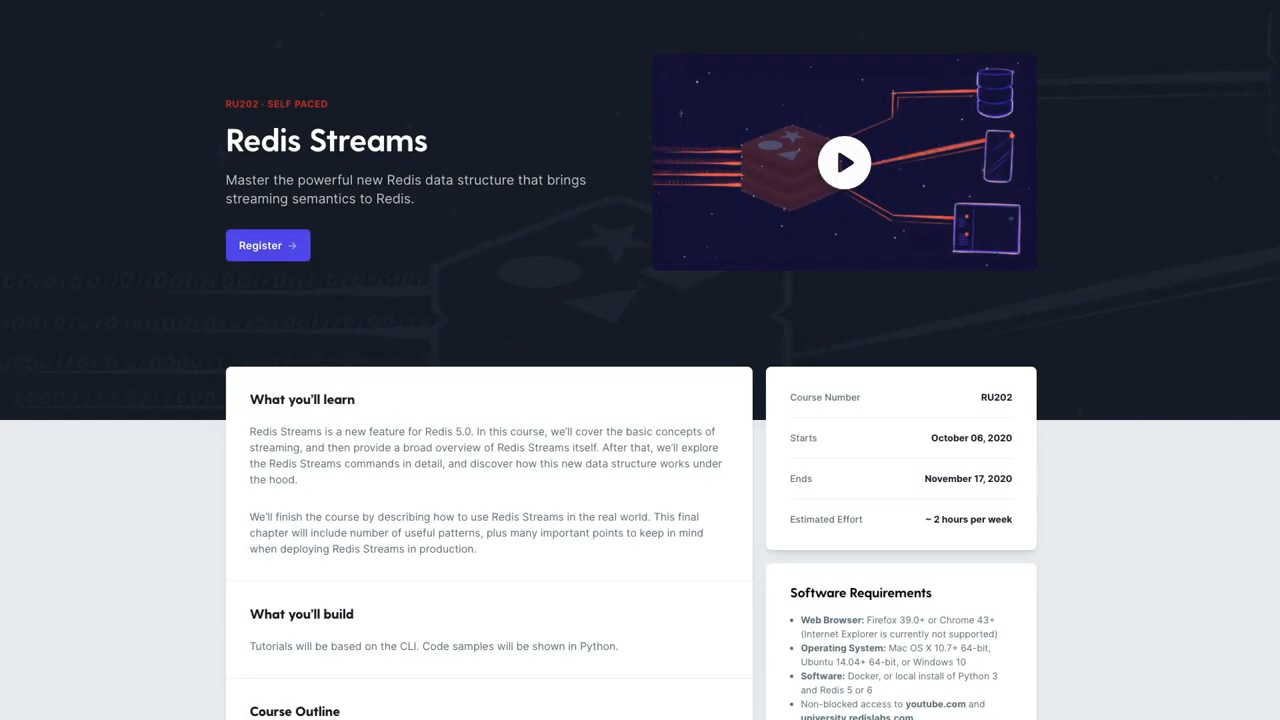 RU202 · SELF PACED
Redis Streams
Master the powerful new Redis data structure that brings
streaming semantics to Redis.
Register →
What you'll learn
Redis Streams is a new feature for Redis 5.0. In this course, we'll cover the basic concepts of
streaming, and then provide a broad overview of Redis Streams itself. After that, we'll explore
the Redis Streams commands in detail, and discover how this new data structure works under
the hood.
We'll finish the course by describing how to use Redis Streams in the real world. This final
chapter will include number of useful patterns, plus many important points to keep in mind
when deploying Redis Streams in production.
What you'll build
Tutorials will be based on the CLI. Code samples will be shown in Python.
Course Outline
Course Number RU202
Starts October 06, 2020
Ends November 17, 2020
Estimated Effort ~ 2 hours per week
Software Requirements
• Web Browser: Firefox 39.0+ or Chrome 43+
(Internet Explorer is currently not supported)
• Operating System: Mac OS X 10.7+ 64-bit,
Ubuntu 14.04+ 64-bit, or Windows 10
• Software: Docker, or local install of Python 3
and Redis 5 or 6
• Non-blocked access to youtube.com and
university.redislabs.com